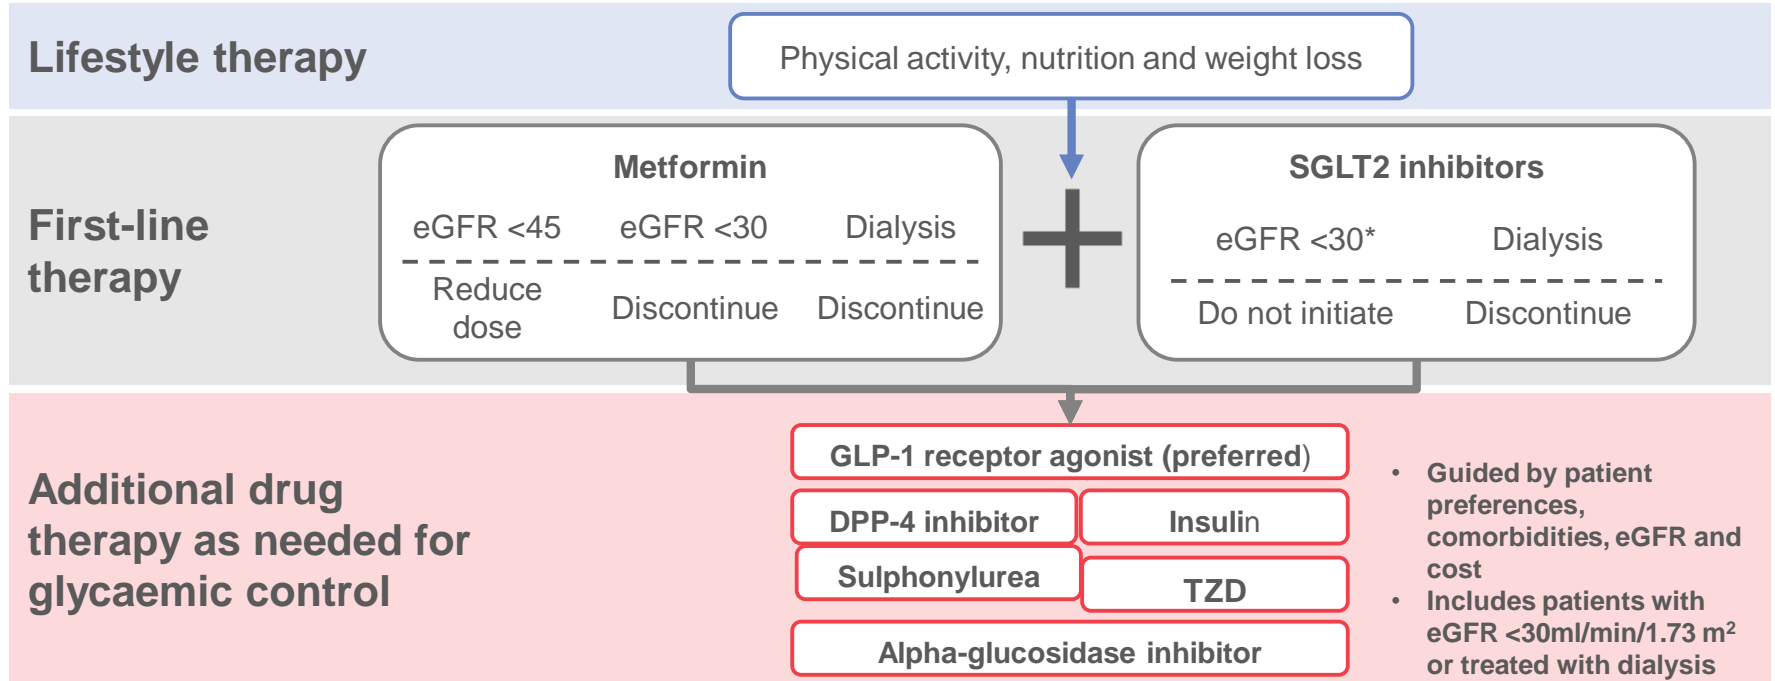 Lifestyle therapy
Physical activity, nutrition and weight loss
First-line
therapy
Metformin
eGFR <45 eGFR <30 Dialysis
Reduce
dose
Discontinue Discontinue
SGLT2 inhibitors
eGFR <30* Dialysis
Do not initiate Discontinue
Additional drug
therapy as needed for
glycaemic control
GLP-1 receptor agonist (preferred)
DPP-4 inhibitor Insulin
Sulphonylurea TZD
Alpha-glucosidase inhibitor
• Guided by patient
preferences,
comorbidities, eGFR and
cost
• Includes patients with
eGFR <30ml/min/1.73 m²
or treated with dialysis